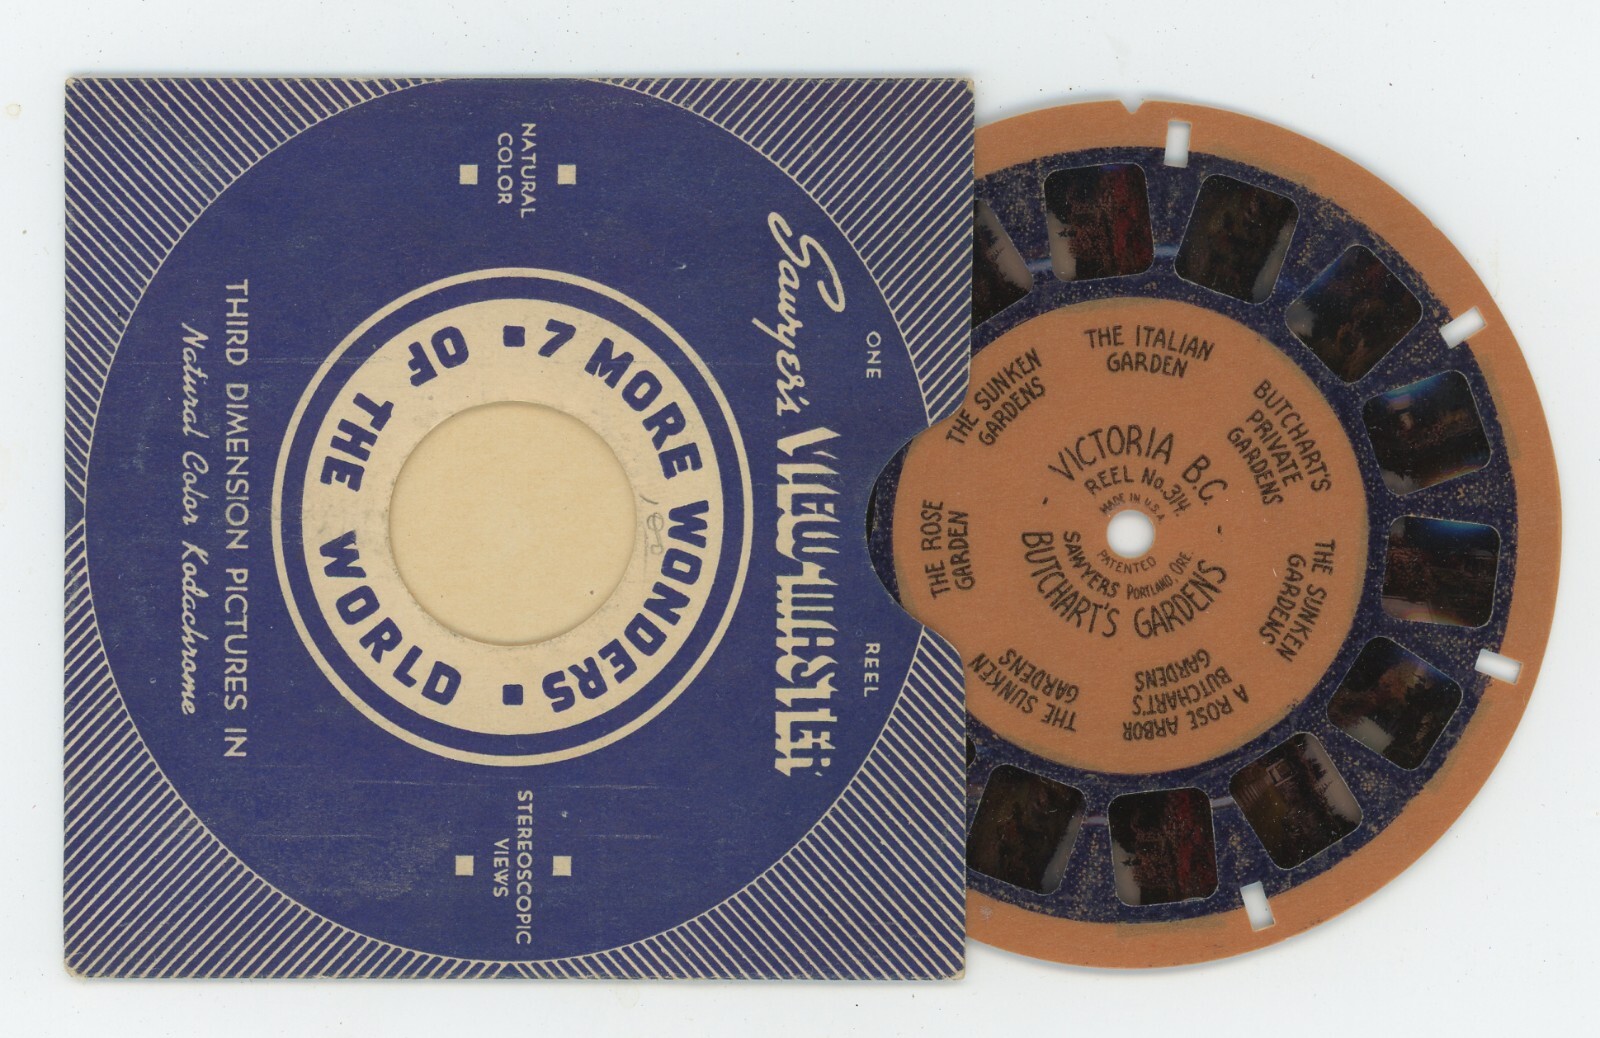 ONE REEL
Sawyer's VIEW-MASTER
NATURAL
COLOR
STEREOSCOPIC
VIEWS
7 MORE WONDERS
OF THE WORLD
THIRD DIMENSION PICTURES IN
Natural Color Kodachrome
VICTORIA B.C.
REEL No. 314.
MADE IN U.S.A.
PATENTED
SAWYERS PORTLAND, ORE.
BUTCHART'S GARDENS
THE ITALIAN
GARDEN
BUTCHART'S
PRIVATE
GARDENS
THE SUNKEN
GARDENS
A ROSE ARBOR
BUTCHART'S
GARDENS
THE SUNKEN
GARDENS
THE ROSE
GARDEN
THE SUNKEN
GARDENS